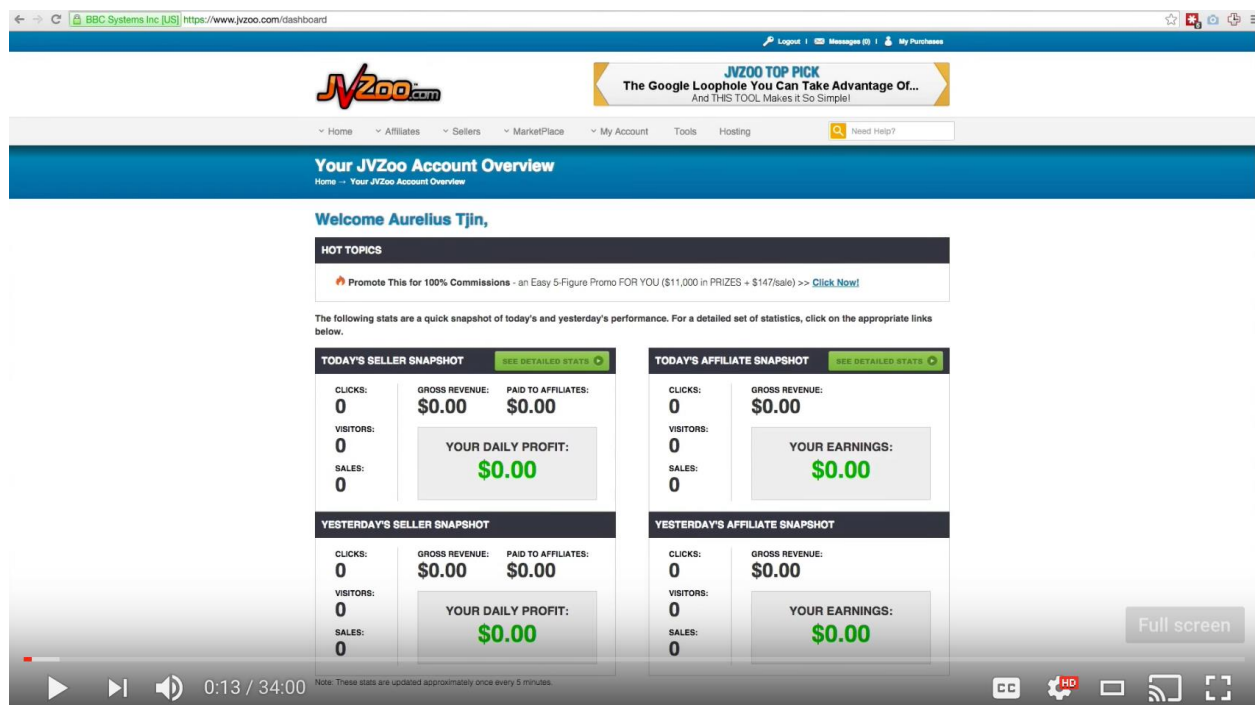 BBC Systems Inc [US] https://www.jvzoo.com/dashboard
Logout | Messages (0) | My Purchases
JVZoo.com
JVZOO TOP PICK
The Google Loophole You Can Take Advantage Of...
And THIS TOOL Makes it So Simple!
Home Affiliates Sellers MarketPlace My Account Tools Hosting Need Help?
Your JVZoo Account Overview
Home → Your JVZoo Account Overview
Welcome Aurelius Tjin,
HOT TOPICS
Promote This for 100% Commissions - an Easy 5-Figure Promo FOR YOU ($11,000 in PRIZES + $147/sale) >> Click Now!
The following stats are a quick snapshot of today's and yesterday's performance. For a detailed set of statistics, click on the appropriate links
below.
TODAY'S SELLER SNAPSHOT SEE DETAILED STATS
CLICKS: GROSS REVENUE: PAID TO AFFILIATES:
0 $0.00 $0.00
VISITORS:
0 YOUR DAILY PROFIT:
SALES: $0.00
0
TODAY'S AFFILIATE SNAPSHOT SEE DETAILED STATS
CLICKS: GROSS REVENUE:
0 $0.00
VISITORS:
0 YOUR EARNINGS:
SALES: $0.00
0
YESTERDAY'S SELLER SNAPSHOT
CLICKS: GROSS REVENUE: PAID TO AFFILIATES:
0 $0.00 $0.00
VISITORS:
0 YOUR DAILY PROFIT:
SALES: $0.00
0
YESTERDAY'S AFFILIATE SNAPSHOT
CLICKS: GROSS REVENUE:
0 $0.00
VISITORS:
0 YOUR EARNINGS:
SALES: $0.00
0
Note: These stats are updated approximately once every 5 minutes.
Full screen
0:13 / 34:00
CC HD